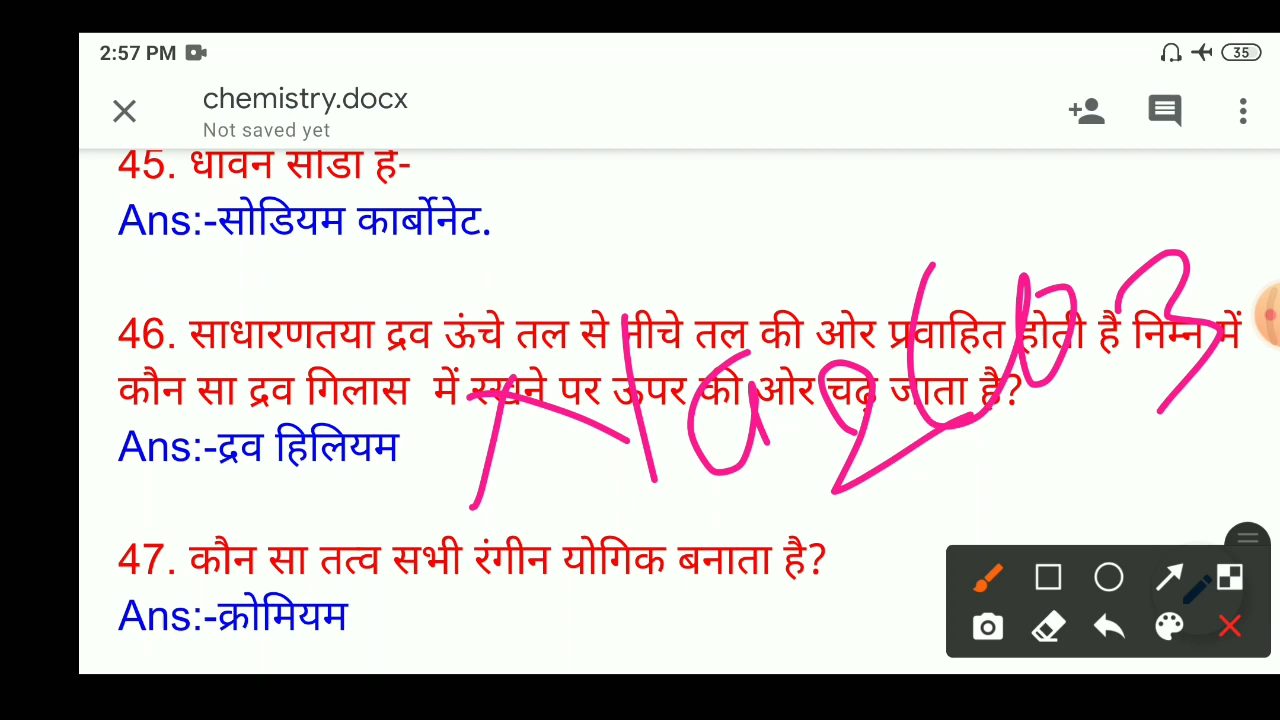 2:57 PM
35
chemistry.docx
Not saved yet
45. धावन सोडा है-
Ans:-सोडियम कार्बोनेट.
46. साधारणतया द्रव ऊंचे तल से नीचे तल की ओर प्रवाहित होती है निम्न में
कौन सा द्रव गिलास में रखने पर ऊपर की ओर चढ़ जाता है?
Na2CO3
Ans:-द्रव हिलियम
47. कौन सा तत्व सभी रंगीन योगिक बनाता है?
Ans:-क्रोमियम